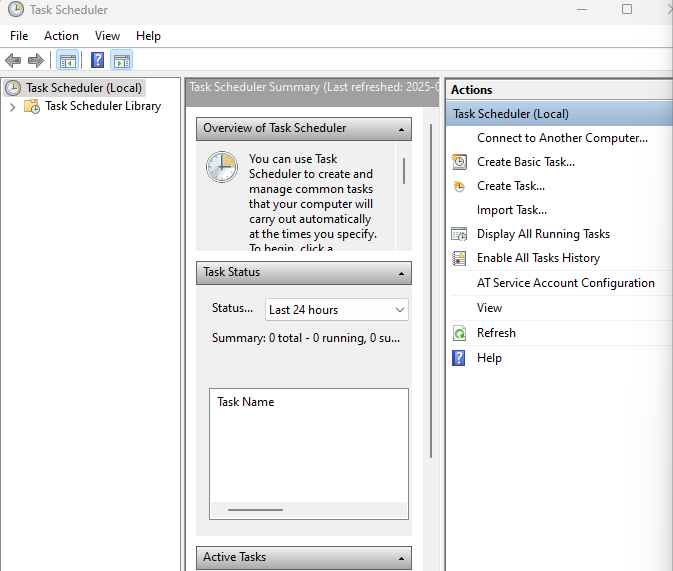 Task Scheduler
File Action View Help
Task Scheduler (Local)
Task Scheduler Library
Task Scheduler Summary (Last refreshed: 2025-0
Overview of Task Scheduler
You can use Task
Scheduler to create and
manage common tasks
that your computer will
carry out automatically
at the times you specify.
To begin, click a
Task Status
Status...
Last 24 hours
Summary: 0 total - 0 running, 0 su...
Task Name
Active Tasks
Actions
Task Scheduler (Local)
Connect to Another Computer...
Create Basic Task...
Create Task...
Import Task...
Display All Running Tasks
Enable All Tasks History
AT Service Account Configuration
View
Refresh
Help